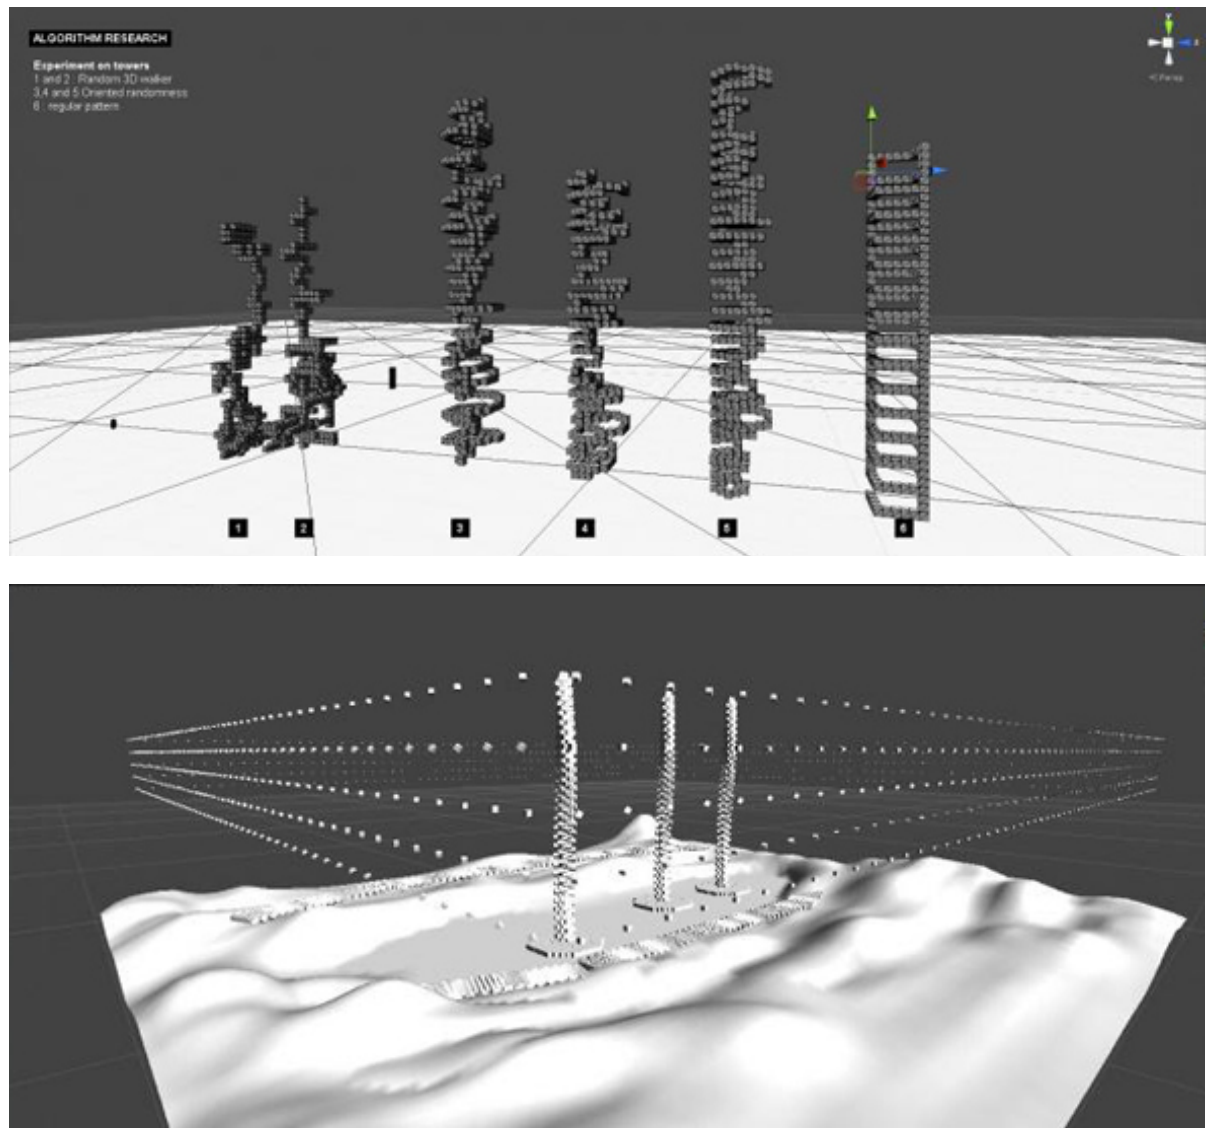 ALGORITHM RESEARCH
Experiment on towers
1 and 2 : Random 3D walker
3,4 and 5 Oriented randomness
6 : regular pattern
y
z
Persp
1
2
3
4
5
6